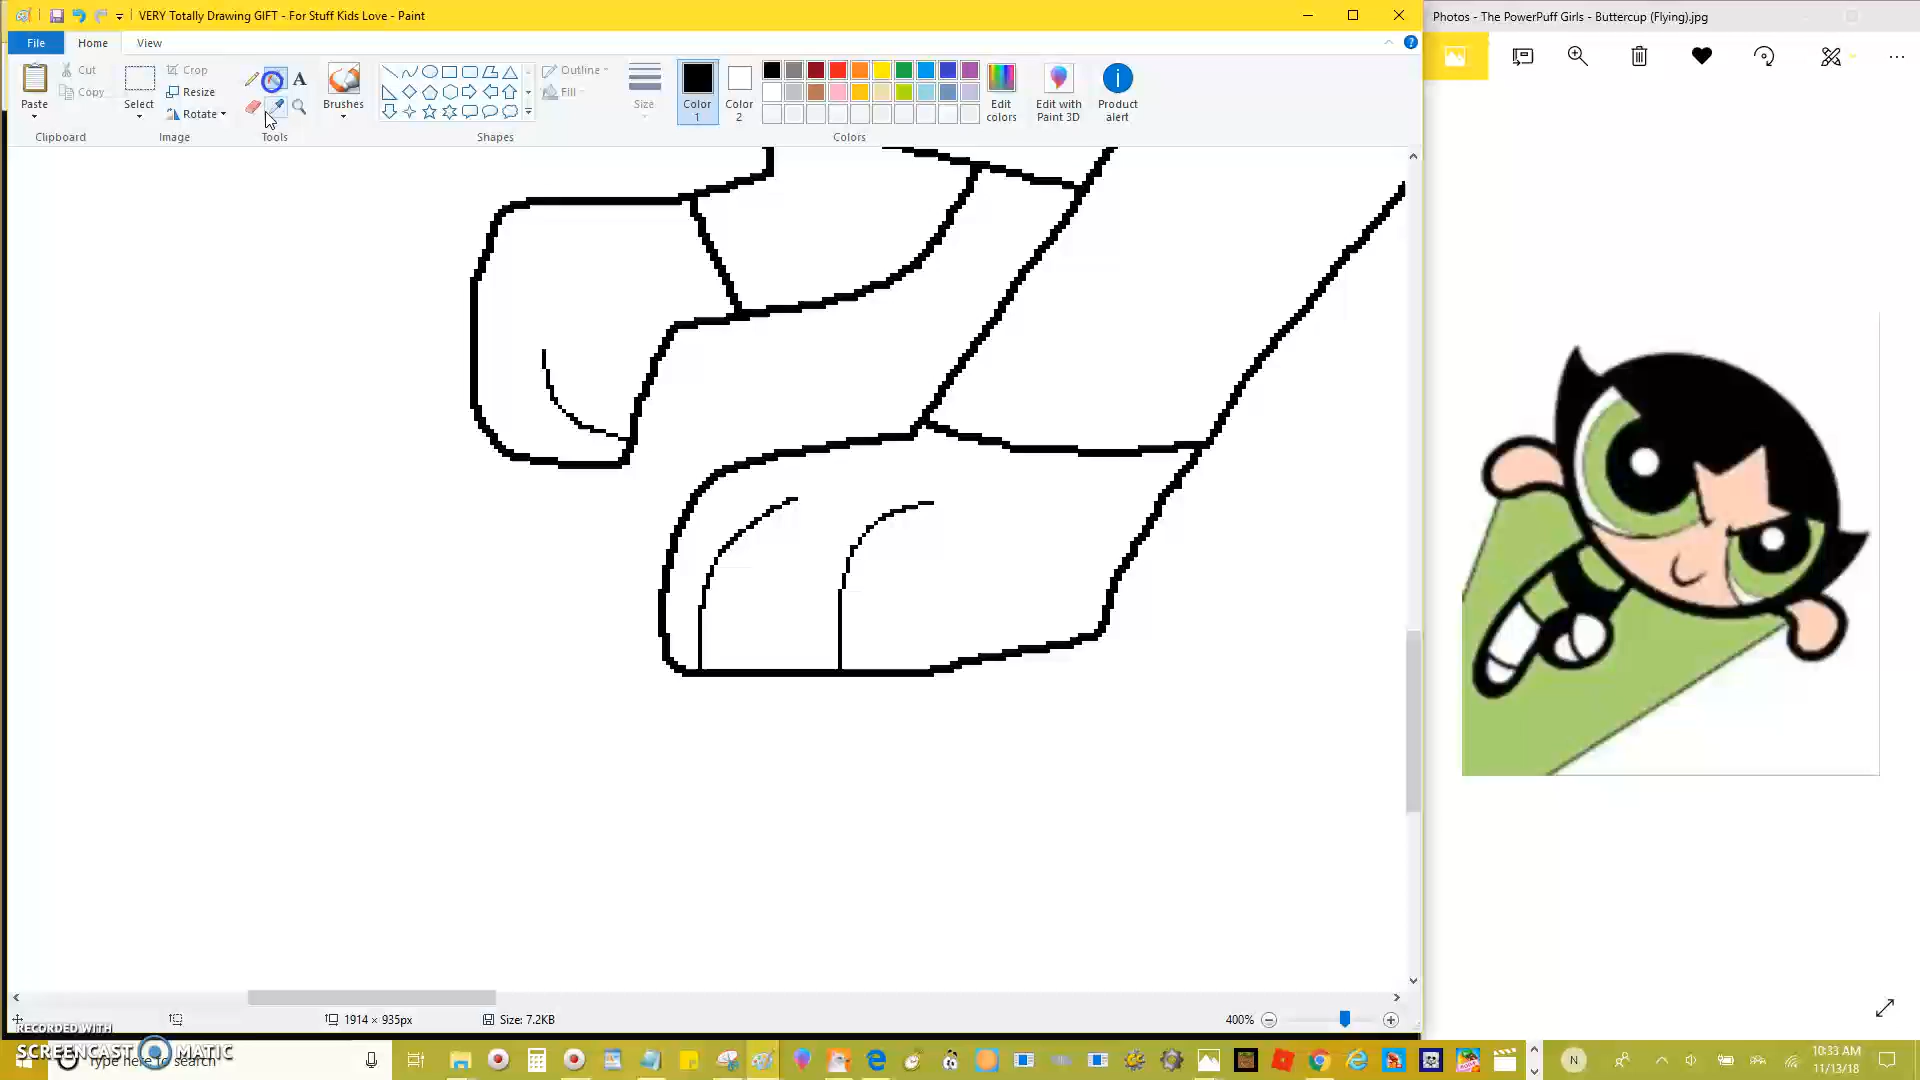 VERY Totally Drawing GIFT - For Stuff Kids Love - Paint
Photos - The PowerPuff Girls - Buttercup (Flying).jpg
File Home View
Paste
Cut
Copy
Clipboard
Select
Crop
Resize
Rotate
Image
A
Tools
Brushes
Shapes
Outline
Fill
Size
Color 1
Color 2
Edit colors
Edit with Paint 3D
Product alert
Colors
1914 × 935px
Size: 7.2KB
400%
RECORDED WITH
SCREENCAST MATIC
Type here to search
N
10:33 AM
11/13/18